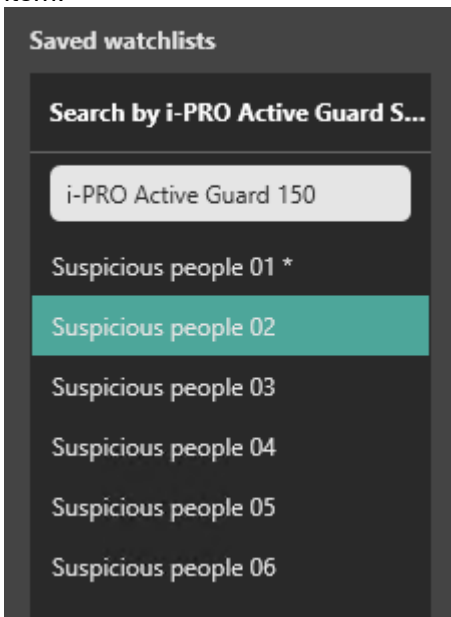 Saved watchlists
Search by i-PRO Active Guard S...
i-PRO Active Guard 150
Suspicious people 01 *
Suspicious people 02
Suspicious people 03
Suspicious people 04
Suspicious people 05
Suspicious people 06